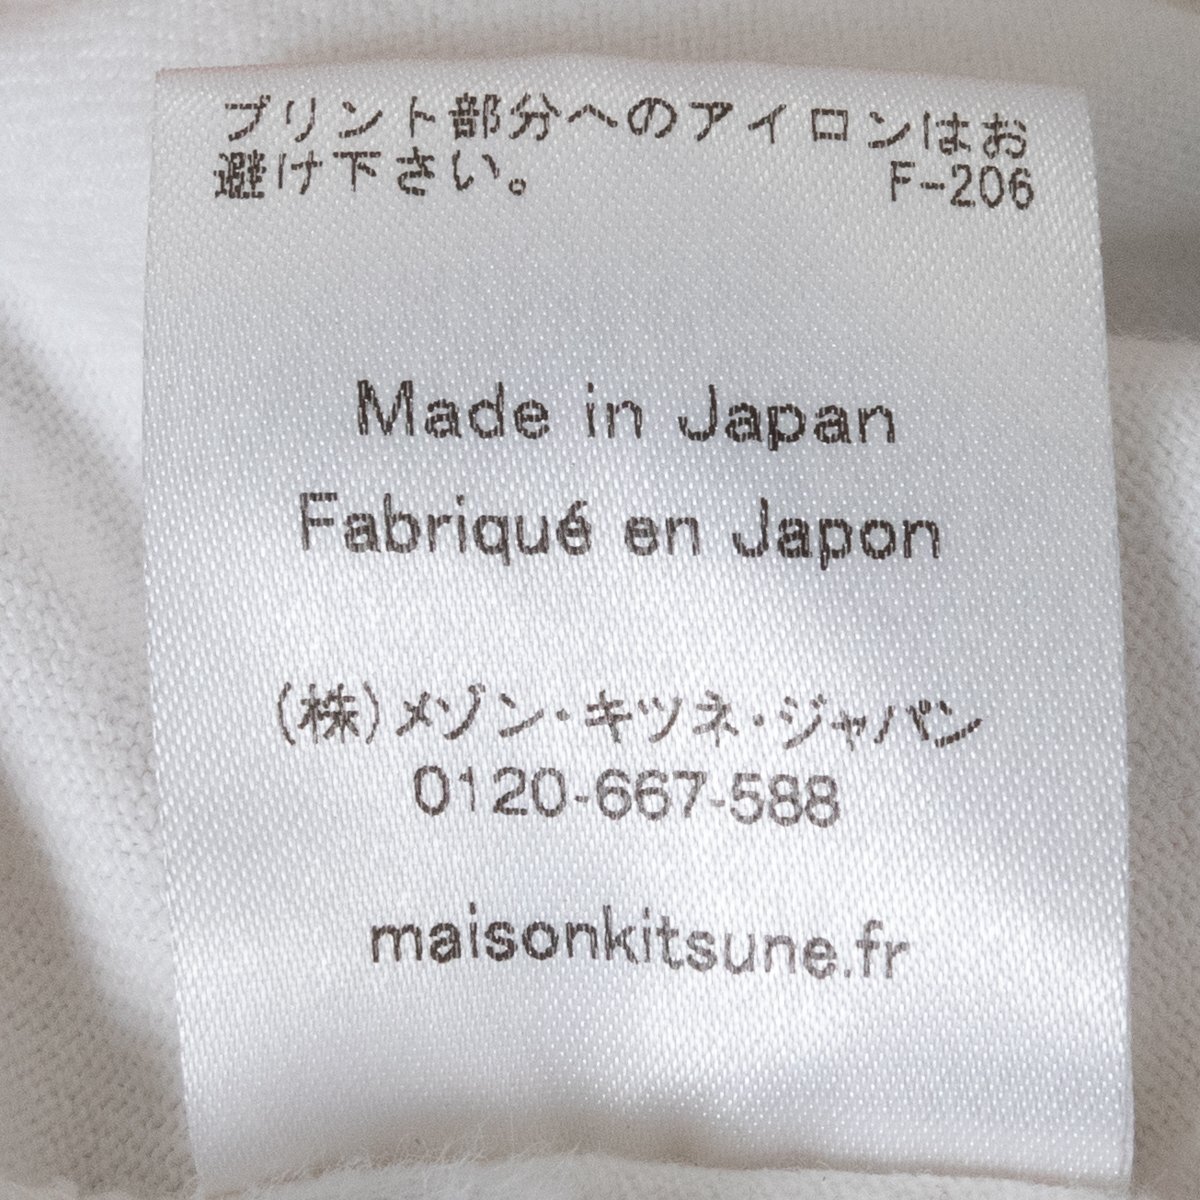 プリント部分へのアイロンはお
避け下さい。
F-206
Made in Japan
Fabriqué en Japon
(株)メゾン・キツネ・ジャパン
0120-667-588
maisonkitsune.fr